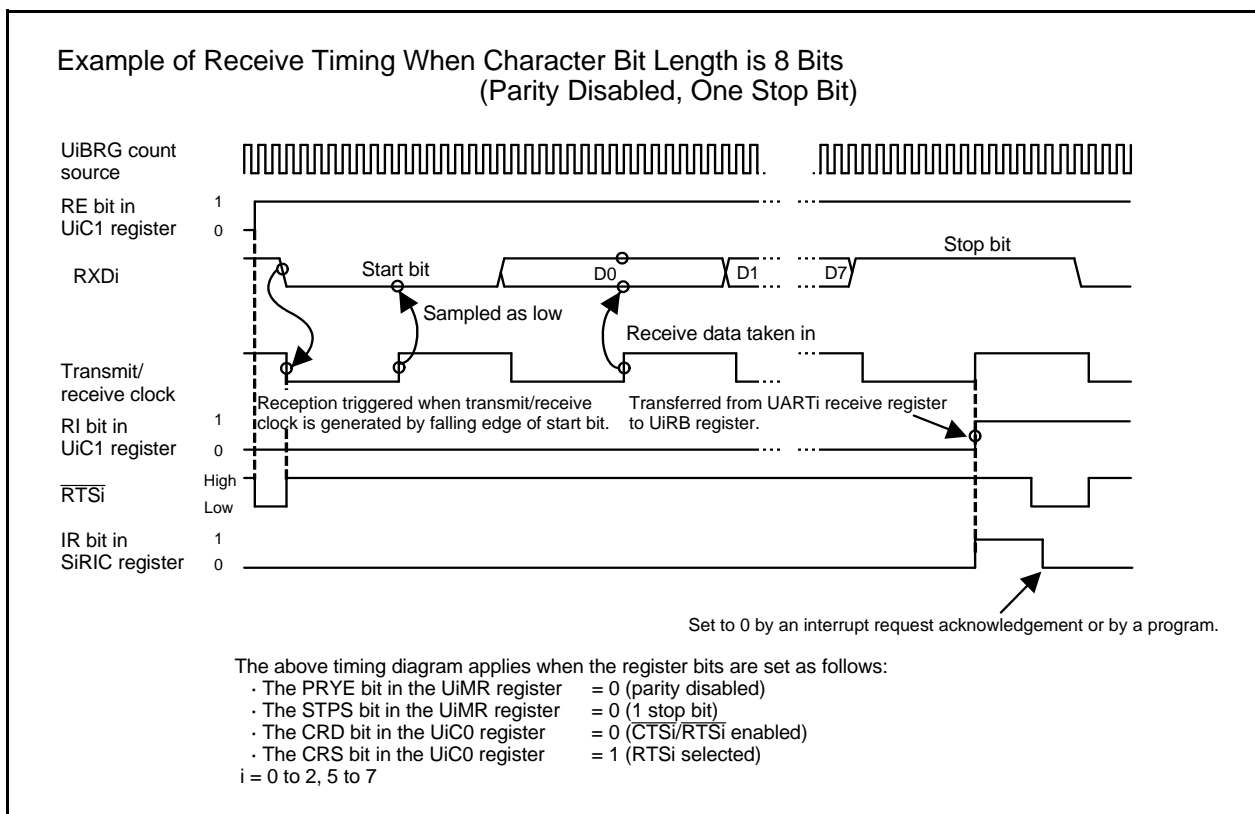 Example of Receive Timing When Character Bit Length is 8 Bits
(Parity Disabled, One Stop Bit)
UiBRG count
source
RE bit in
UiC1 register
1
0
RXDi
Start bit
D0
D1
D7
Stop bit
Sampled as low
Receive data taken in
Transmit/
receive clock
Reception triggered when transmit/receive
clock is generated by falling edge of start bit.
Transferred from UARTi receive register
to UiRB register.
RI bit in
UiC1 register
1
0
RTSi
High
Low
IR bit in
SiRIC register
1
0
Set to 0 by an interrupt request acknowledgement or by a program.
The above timing diagram applies when the register bits are set as follows:
· The PRYE bit in the UiMR register = 0 (parity disabled)
· The STPS bit in the UiMR register = 0 (1 stop bit)
· The CRD bit in the UiC0 register = 0 (CTSi/RTSi enabled)
· The CRS bit in the UiC0 register = 1 (RTSi selected)
i = 0 to 2, 5 to 7